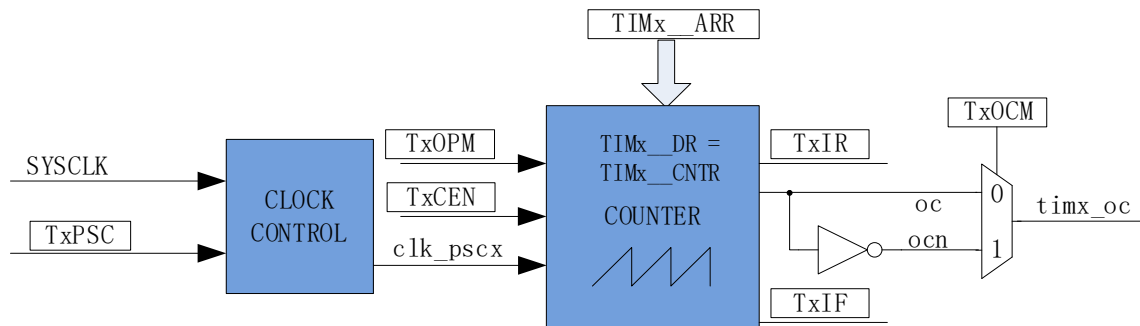 TIMx__ARR
TxOPM
TIMx__DR =
TIMx__CNTR
TxIR
TxOCM
SYSCLK
CLOCK
CONTROL
TxCEN
COUNTER
oc
0
timx_oc
TxPSC
clk_pscx
ocn
1
TxIF